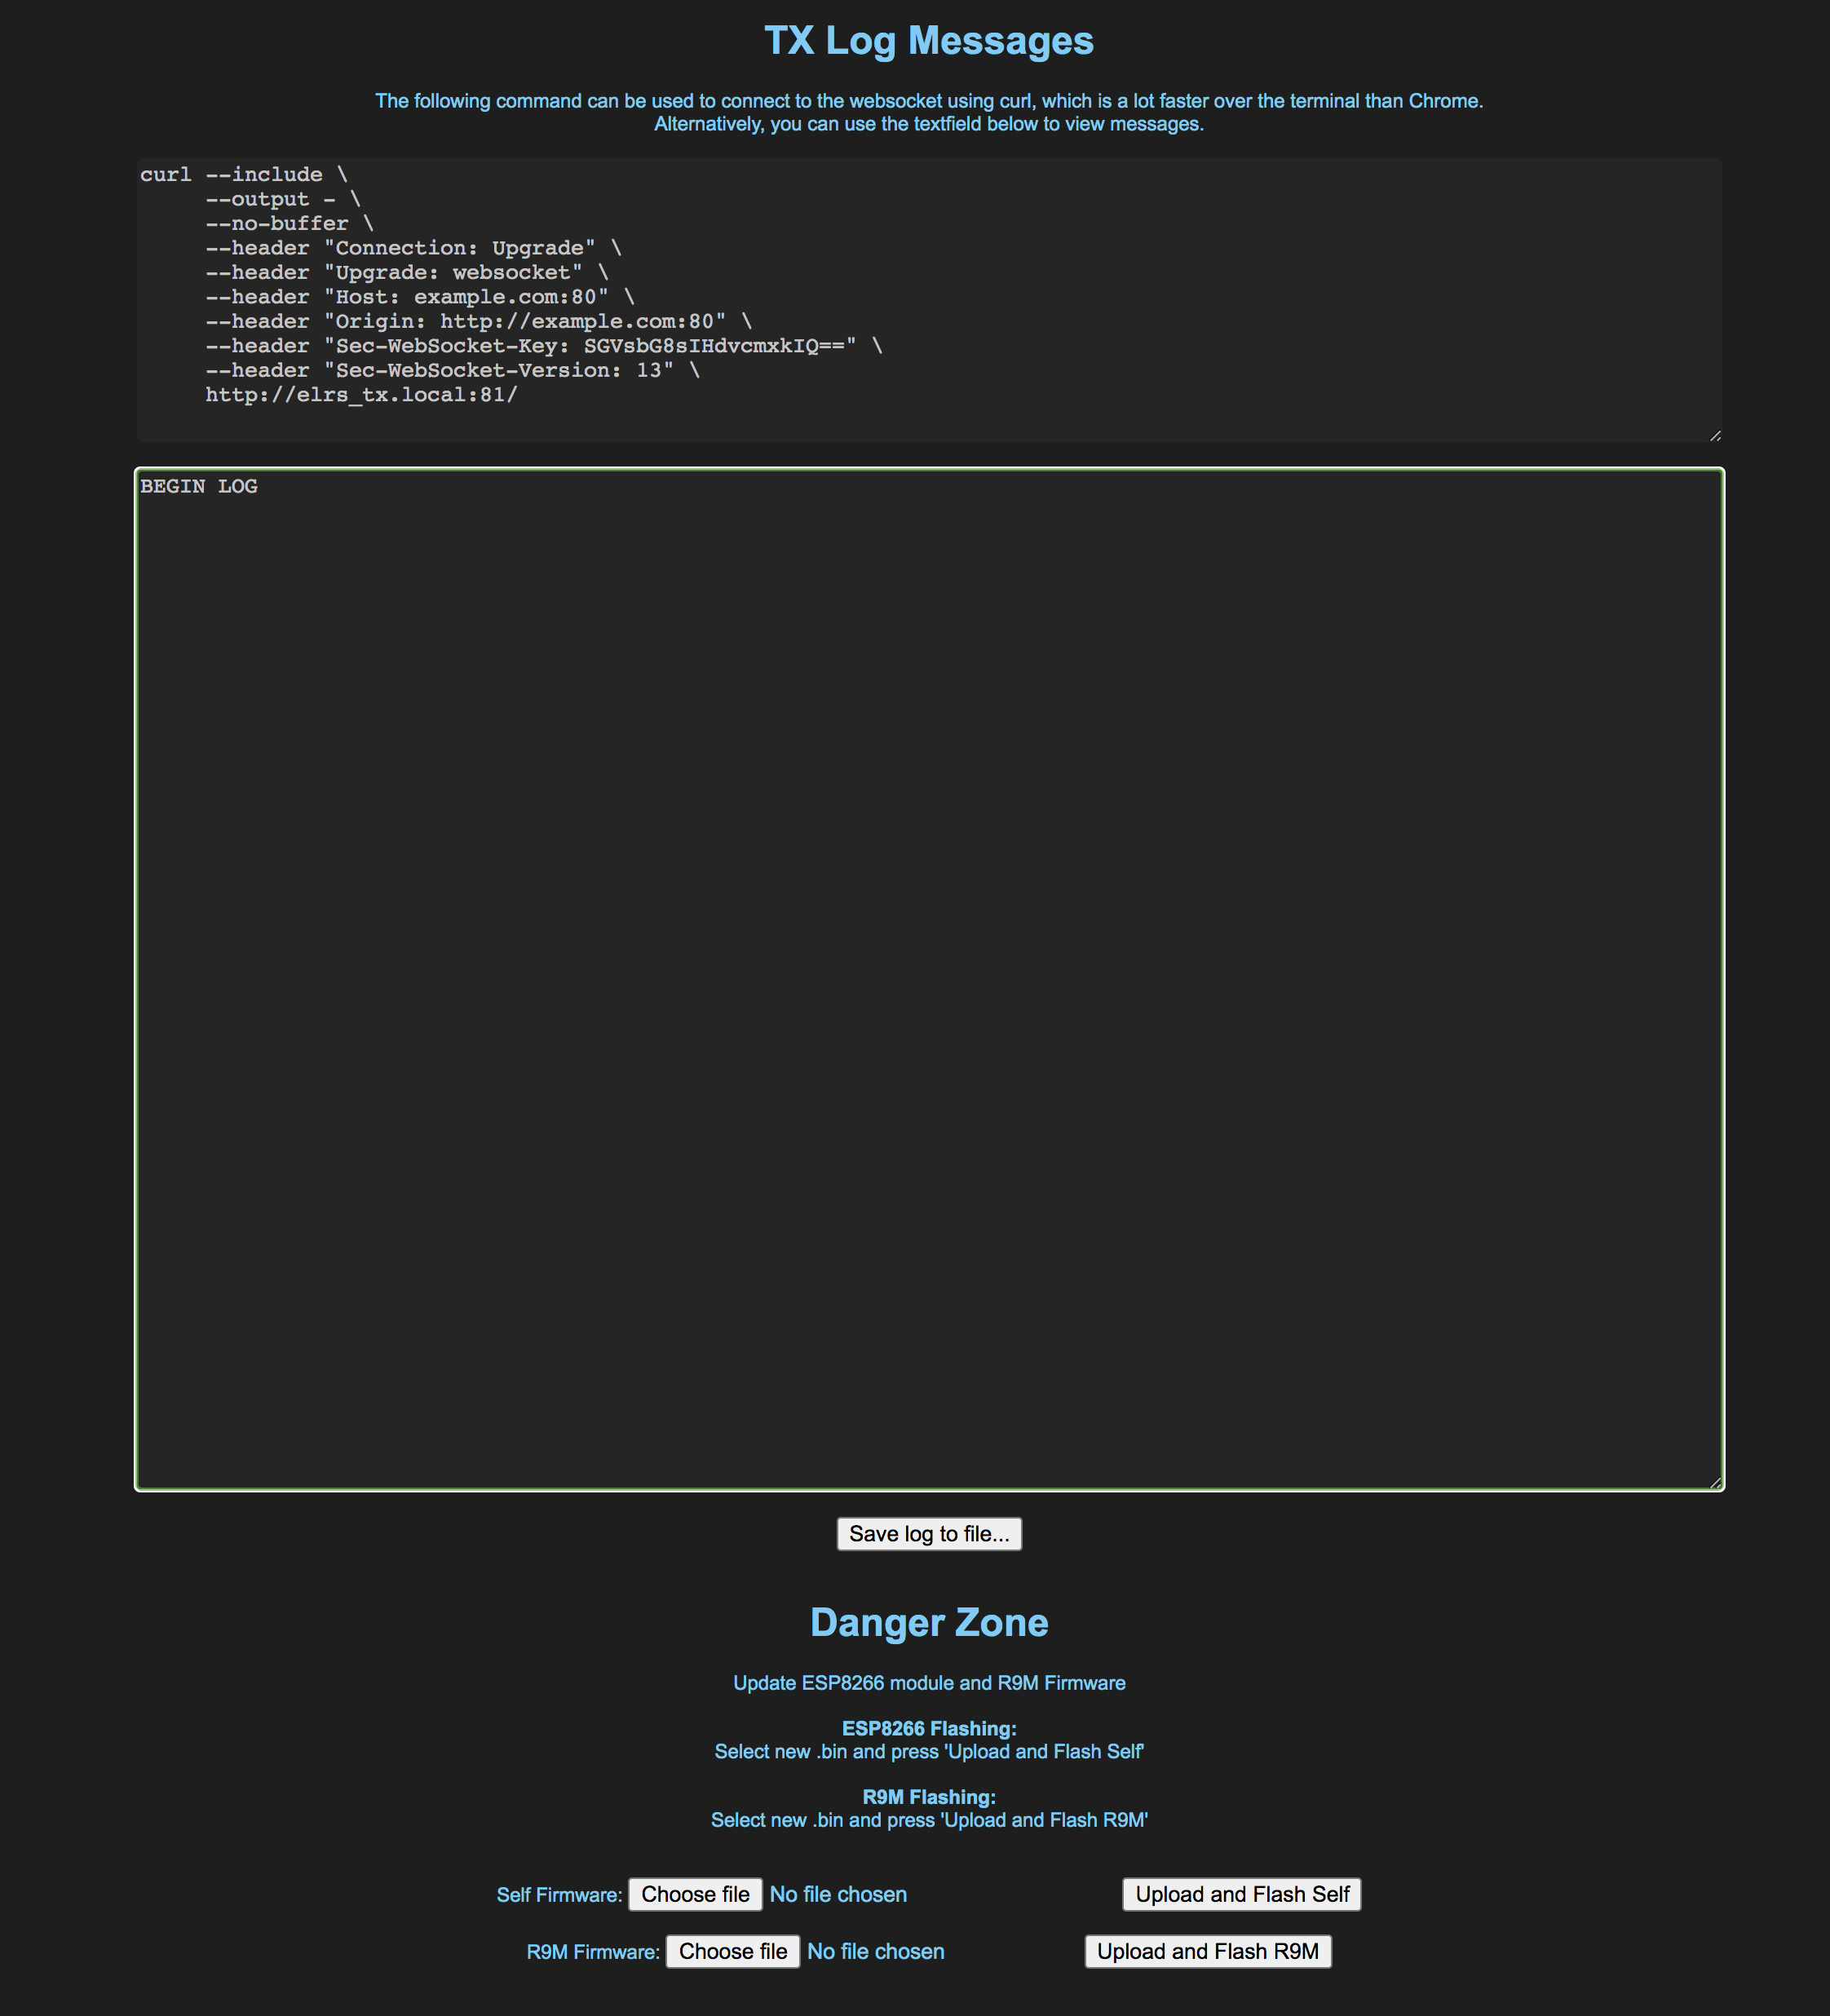 TX Log Messages
The following command can be used to connect to the websocket using curl, which is a lot faster over the terminal than Chrome.
Alternatively, you can use the textfield below to view messages.
curl --include \
     --output - \
     --no-buffer \
     --header "Connection: Upgrade" \
     --header "Upgrade: websocket" \
     --header "Host: example.com:80" \
     --header "Origin: http://example.com:80" \
     --header "Sec-WebSocket-Key: SGVsbG8sIHdvcmxkIQ==" \
     --header "Sec-WebSocket-Version: 13" \
     http://elrs_tx.local:81/
BEGIN LOG
Save log to file...
Danger Zone
Update ESP8266 module and R9M Firmware
ESP8266 Flashing:
Select new .bin and press 'Upload and Flash Self'
R9M Flashing:
Select new .bin and press 'Upload and Flash R9M'
Self Firmware: Choose file No file chosen Upload and Flash Self
R9M Firmware: Choose file No file chosen Upload and Flash R9M